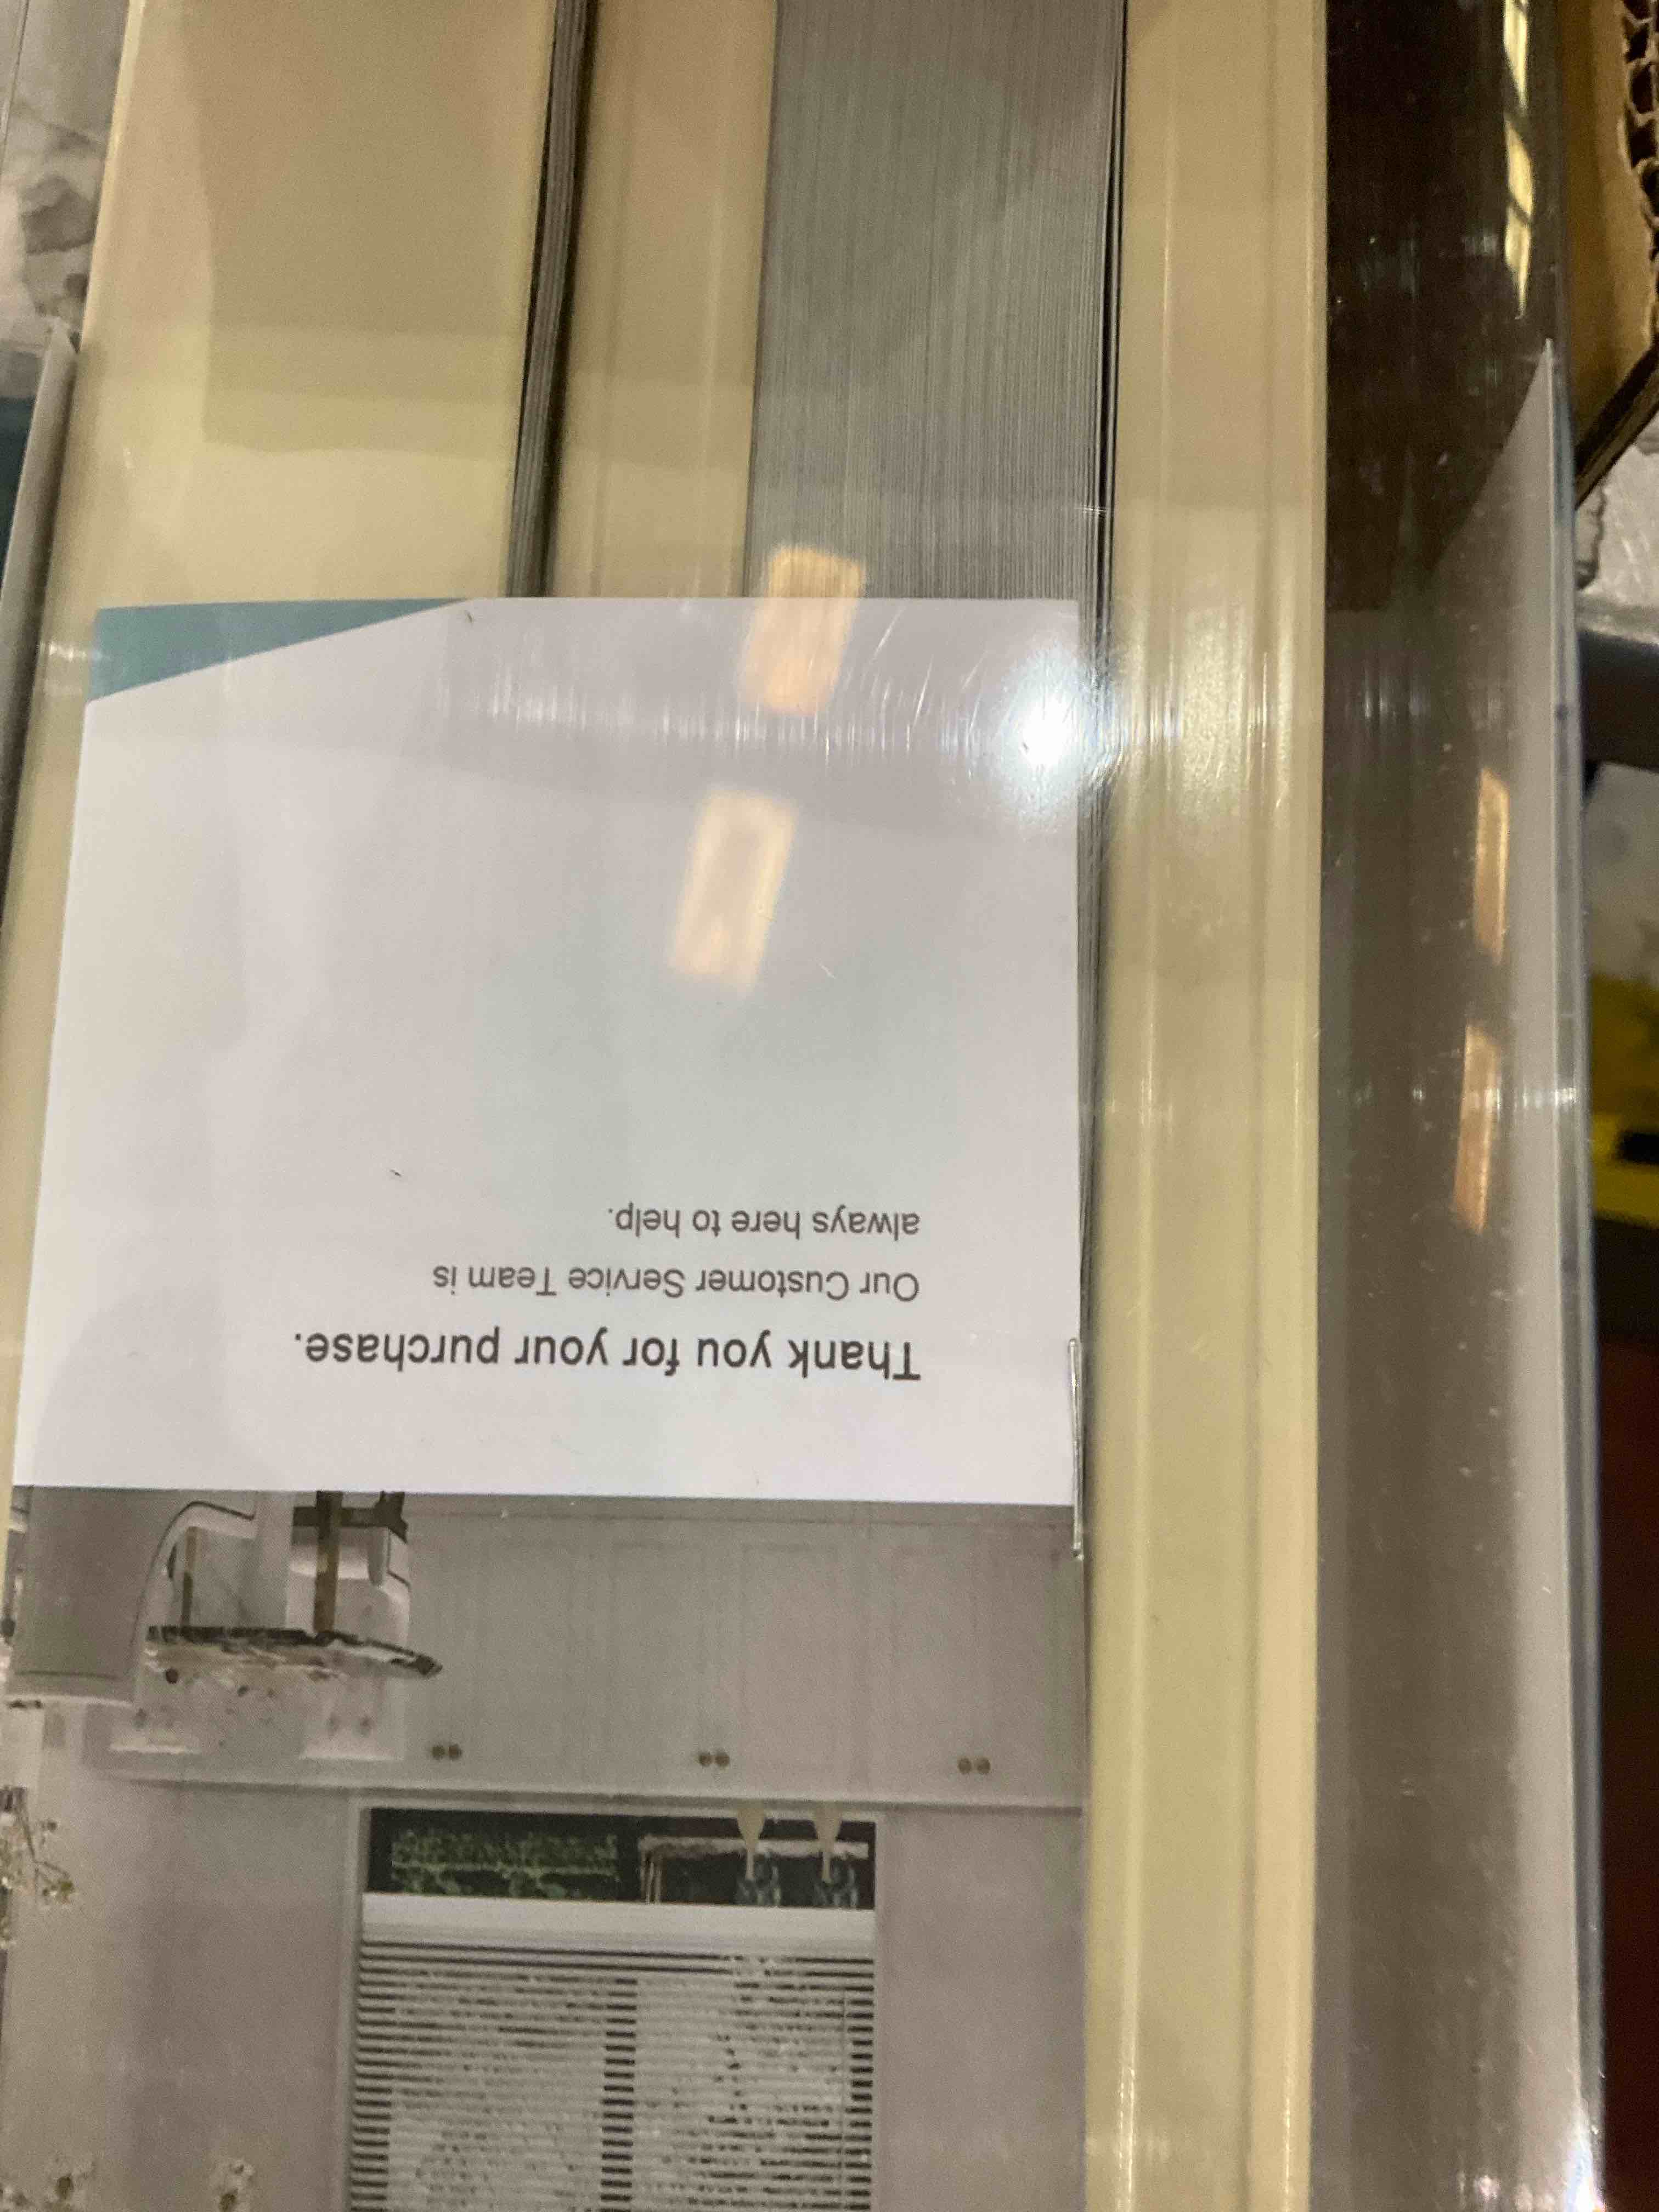 Thank you for your purchase.
Our Customer Service Team is
always here to help.